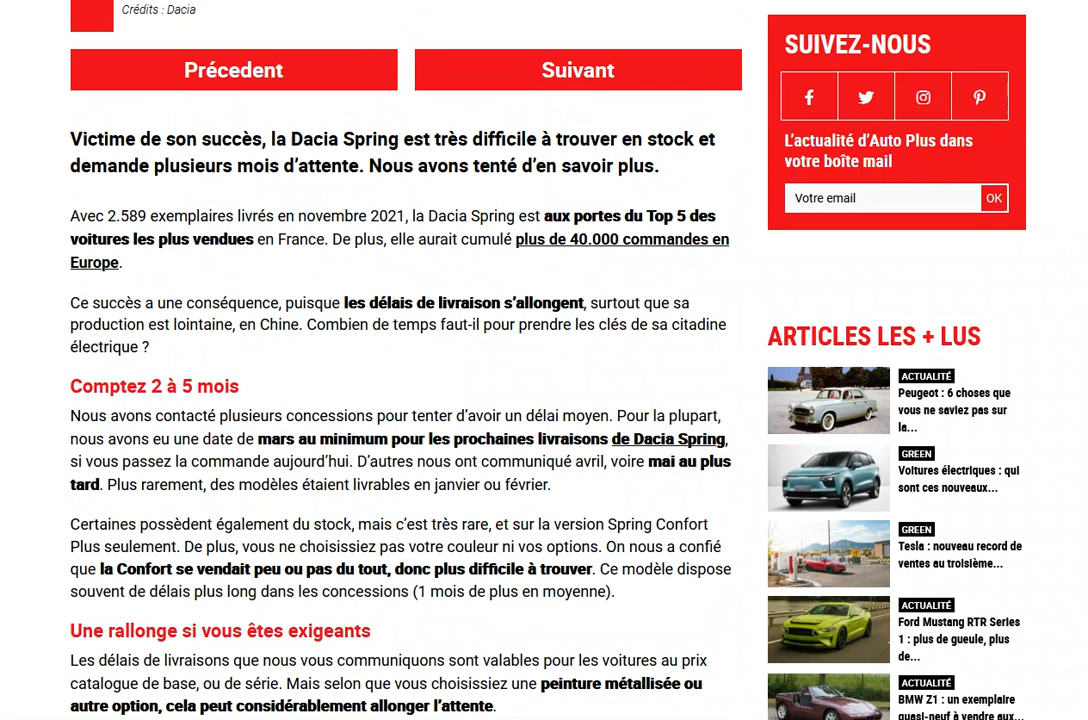 Crédits : Dacia
Précedent
Suivant
Victime de son succès, la Dacia Spring est très difficile à trouver en stock et
demande plusieurs mois d’attente. Nous avons tenté d’en savoir plus.
Avec 2.589 exemplaires livrés en novembre 2021, la Dacia Spring est aux portes du Top 5 des
voitures les plus vendues en France. De plus, elle aurait cumulé plus de 40.000 commandes en
Europe.
Ce succès a une conséquence, puisque les délais de livraison s’allongent, surtout que sa
production est lointaine, en Chine. Combien de temps faut-il pour prendre les clés de sa citadine
électrique ?
Comptez 2 à 5 mois
Nous avons contacté plusieurs concessions pour tenter d’avoir un délai moyen. Pour la plupart,
nous avons eu une date de mars au minimum pour les prochaines livraisons de Dacia Spring,
si vous passez la commande aujourd’hui. D’autres nous ont communiqué avril, voire mai au plus
tard. Plus rarement, des modèles étaient livrables en janvier ou février.
Certaines possèdent également du stock, mais c’est très rare, et sur la version Spring Confort
Plus seulement. De plus, vous ne choisissiez pas votre couleur ni vos options. On nous a confié
que la Confort se vendait peu ou pas du tout, donc plus difficile à trouver. Ce modèle dispose
souvent de délais plus long dans les concessions (1 mois de plus en moyenne).
Une rallonge si vous êtes exigeants
Les délais de livraisons que nous vous communiquons sont valables pour les voitures au prix
catalogue de base, ou de série. Mais selon que vous choisissiez une peinture métallisée ou
autre option, cela peut considérablement allonger l’attente.
SUIVEZ-NOUS
L’actualité d’Auto Plus dans
votre boîte mail
Votre email
OK
ARTICLES LES + LUS
ACTUALITÉ
Peugeot : 6 choses que
vous ne saviez pas sur
la...
GREEN
Voitures électriques : qui
sont ces nouveaux...
GREEN
Tesla : nouveau record de
ventes au troisième...
ACTUALITÉ
Ford Mustang RTR Series
1 : plus de gueule, plus
de...
ACTUALITÉ
BMW Z1 : un exemplaire
quasi-neuf à vendre aux...